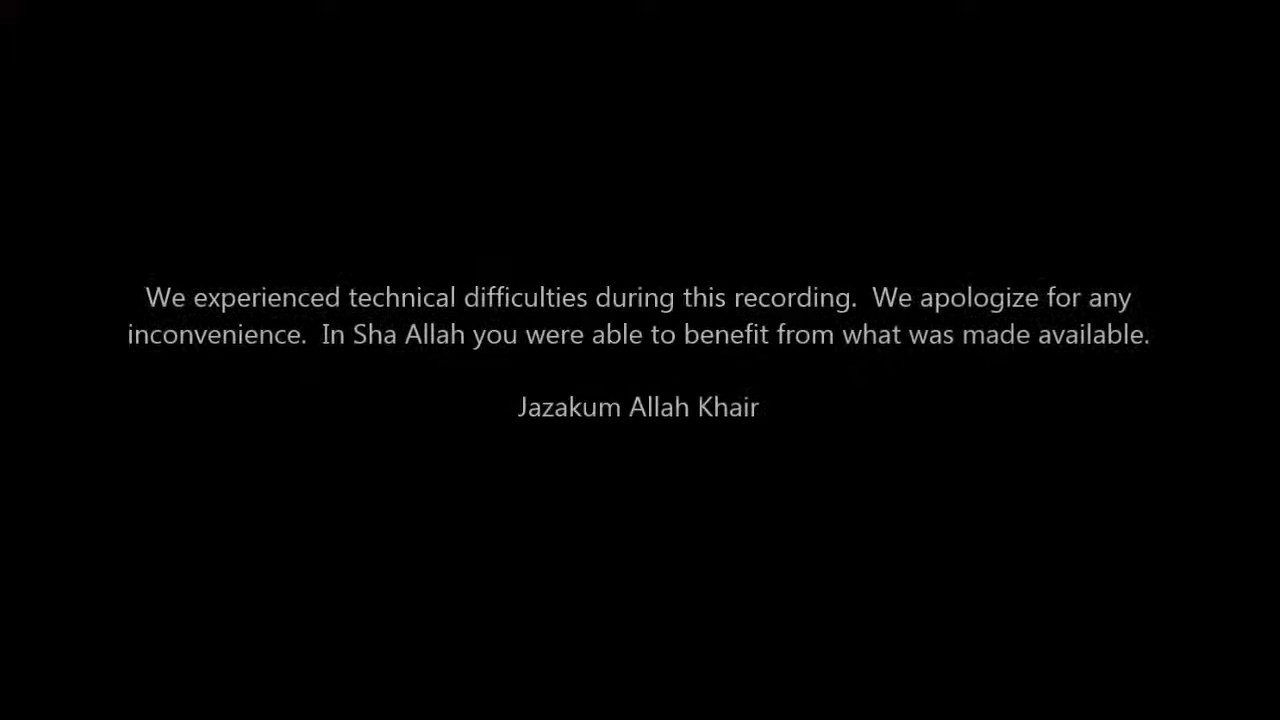 We experienced technical difficulties during this recording.  We apologize for any
inconvenience.  In Sha Allah you were able to benefit from what was made available.
Jazakum Allah Khair